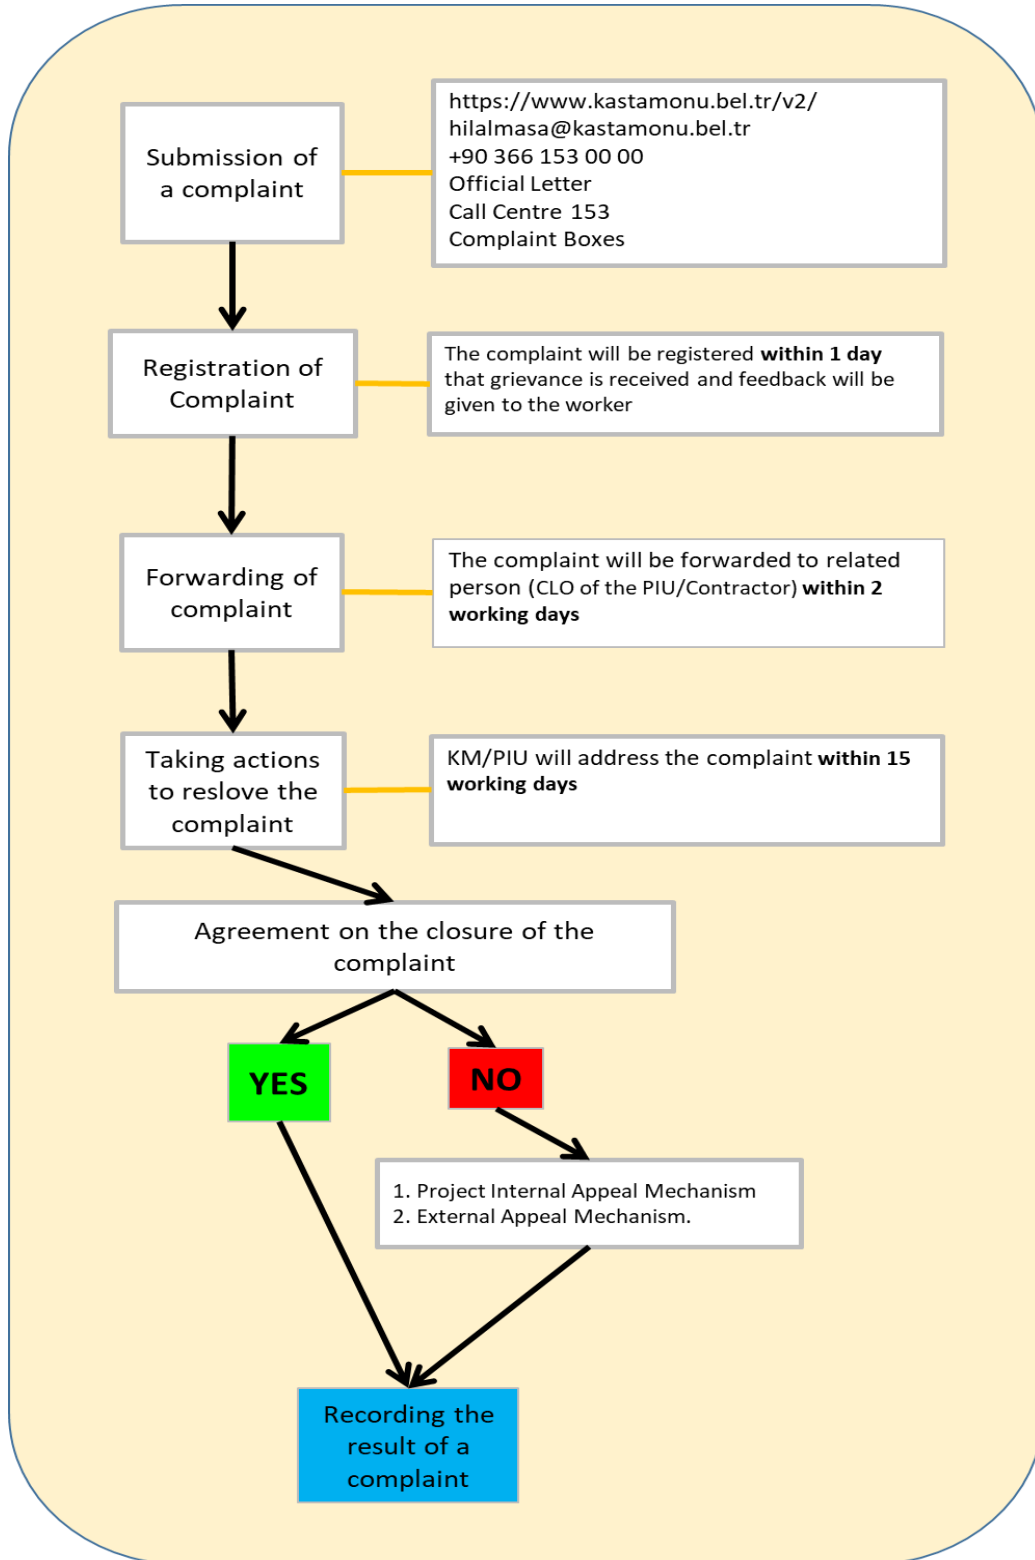 Submission of
a complaint
https://www.kastamonu.bel.tr/v2/
hilalmasa@kastamonu.bel.tr
+90 366 153 00 00
Official Letter
Call Centre 153
Complaint Boxes
Registration of
Complaint
The complaint will be registered within 1 day
that grievance is received and feedback will be
given to the worker
Forwarding of
complaint
The complaint will be forwarded to related
person (CLO of the PIU/Contractor) within 2
working days
Taking actions
to reslove the
complaint
KM/PIU will address the complaint within 15
working days
Agreement on the closure of the
complaint
YES
NO
1. Project Internal Appeal Mechanism
2. External Appeal Mechanism.
Recording the
result of a
complaint